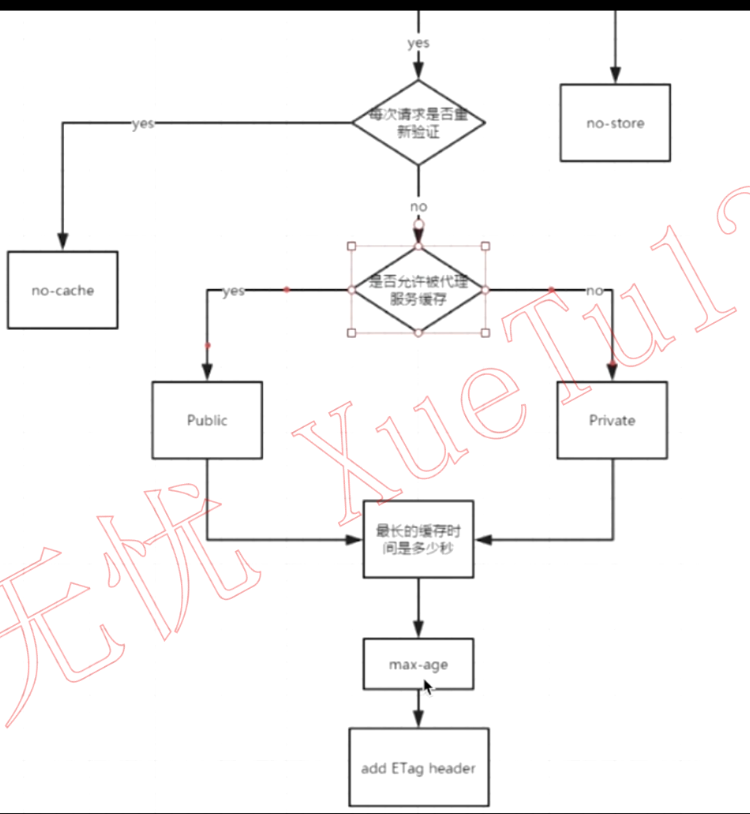 yes
每次请求是否重
新验证
no-store
yes
no
no-cache
是否允许被代理
服务缓存
yes
no
Public
Private
最长的缓存时
间是多少秒
max-age
add ETag header
无忧 XueTu1